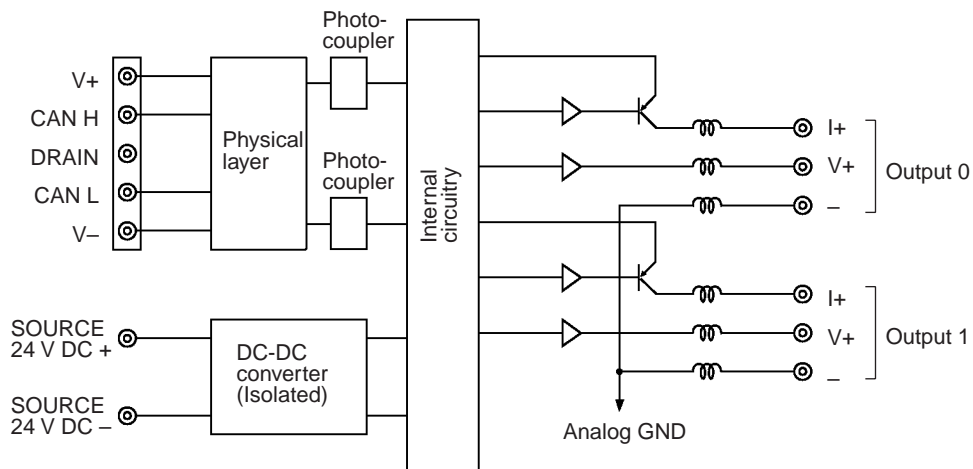 Photo-
coupler
V+
CAN H
DRAIN
CAN L
V–
Physical
layer
Photo-
coupler
Internal
circuitry
I+
V+
–
Output 0
I+
V+
–
Output 1
SOURCE
24 V DC +
SOURCE
24 V DC –
DC-DC
converter
(Isolated)
Analog GND